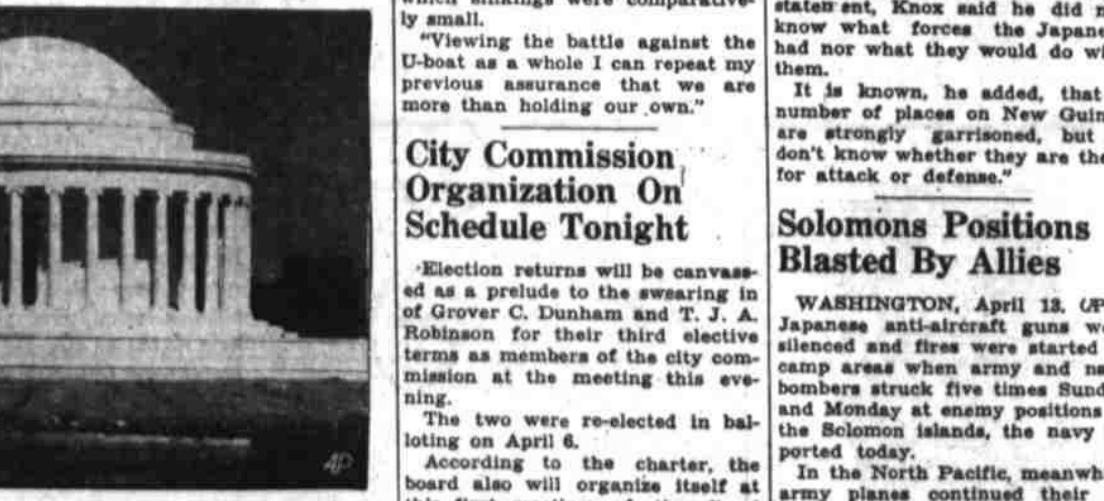 AP
which sinkings were comparative-
ly small.
"Viewing the battle against the
U-boat as a whole I can repeat my
previous assurance that we are
more than holding our own."
City Commission
Organization On
Schedule Tonight
Election returns will be canvass-
ed as a prelude to the swearing in
of Grover C. Dunham and T. J. A.
Robinson for their third elective
terms as members of the city com-
mission at the meeting this eve-
ning.
The two were re-elected in bal-
loting on April 6.
According to the charter, the
board also will organize itself at
statement, Knox said he did
know what forces the Japane
had nor what they would do wi
them.
It is known, he added, that
number of places on New Guin
are strongly garrisoned, but
don't know whether they are the
for attack or defense."
Solomons Positions
Blasted By Allies
WASHINGTON, April 13. (AP
Japanese anti-aircraft guns we
silenced and fires were started
camp areas when army and na
bombers struck five times Sund
and Monday at enemy positions
the Solomon islands, the navy
ported today.
In the North Pacific, meanwh
army planes continued their